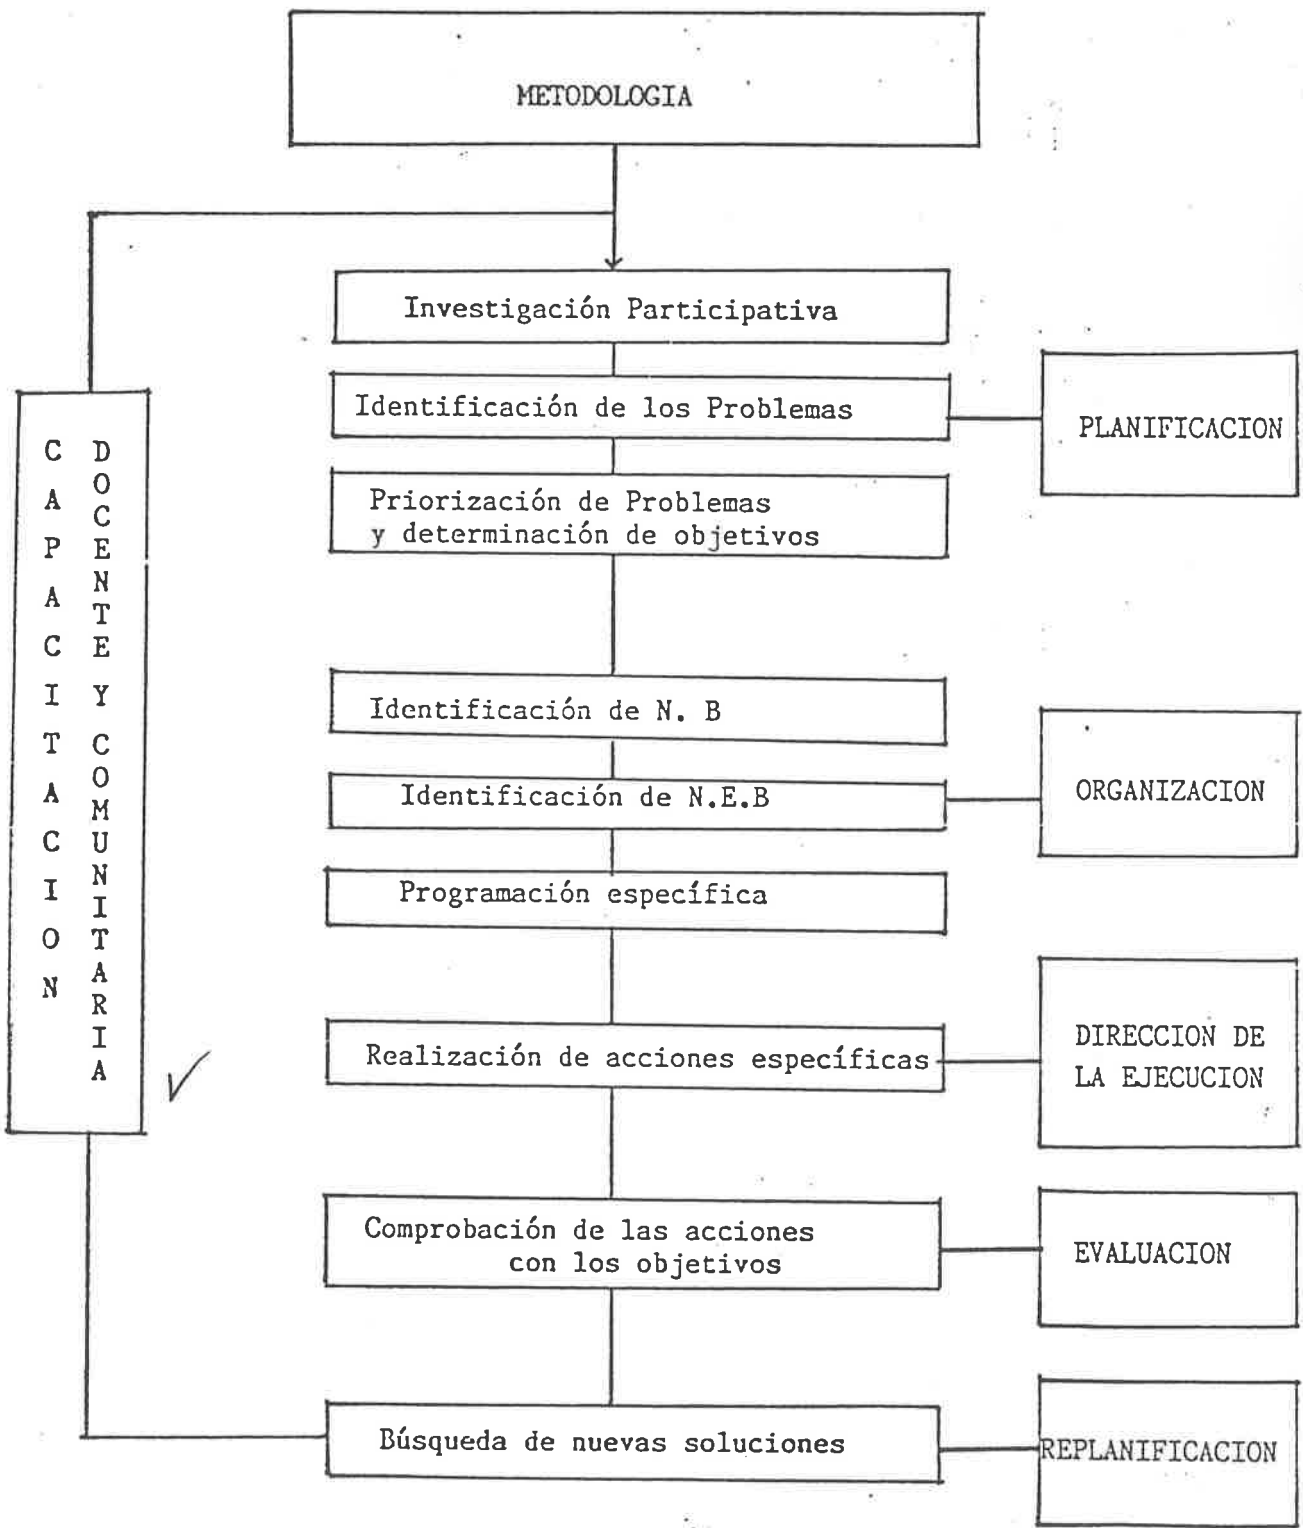 METODOLOGIA
Investigación Participativa
Identificación de los Problemas
PLANIFICACION
Priorización de Problemas
y determinación de objetivos
CAPACITACION
DOCENTE Y COMUNITARIA
Identificación de N. B
Identificación de N.E.B
ORGANIZACION
Programación específica
Realización de acciones específicas
DIRECCION DE
LA EJECUCION
Comprobación de las acciones
con los objetivos
EVALUACION
Búsqueda de nuevas soluciones
REPLANIFICACION